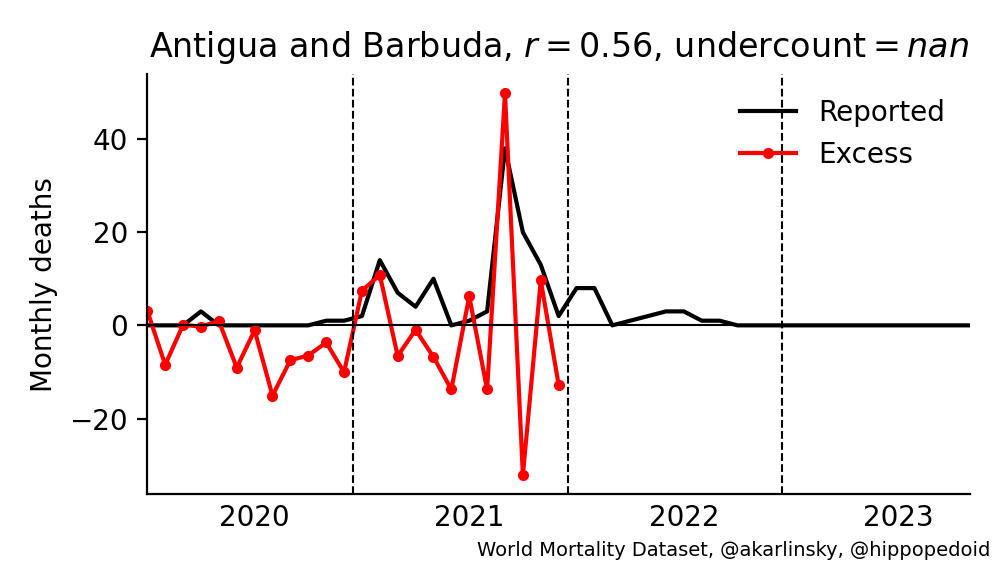 Antigua and Barbuda, r = 0.56, undercount = nan
Reported
Excess
Monthly deaths
40
20
0
−20
2020 2021 2022 2023
World Mortality Dataset, @akarlinsky, @hippopedoid